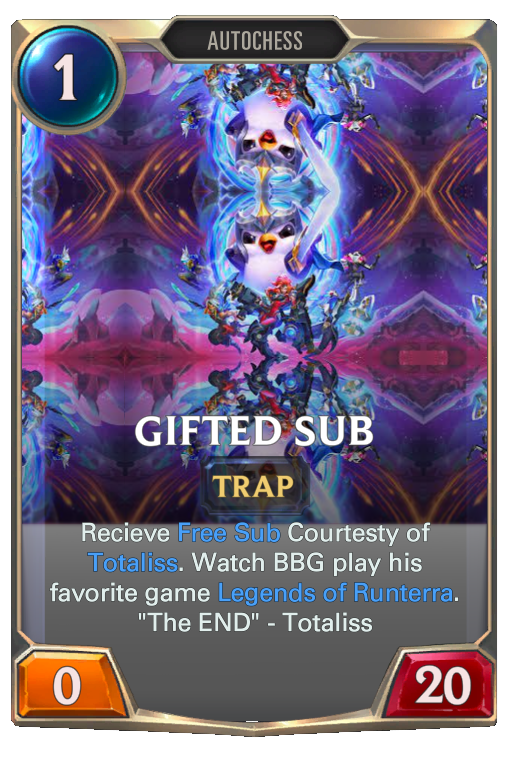 AUTOCHESS
1
GIFTED SUB
TRAP
Recieve Free Sub Courtesty of
Totaliss. Watch BBG play his
favorite game Legends of Runterra.
"The END" - Totaliss
0
20